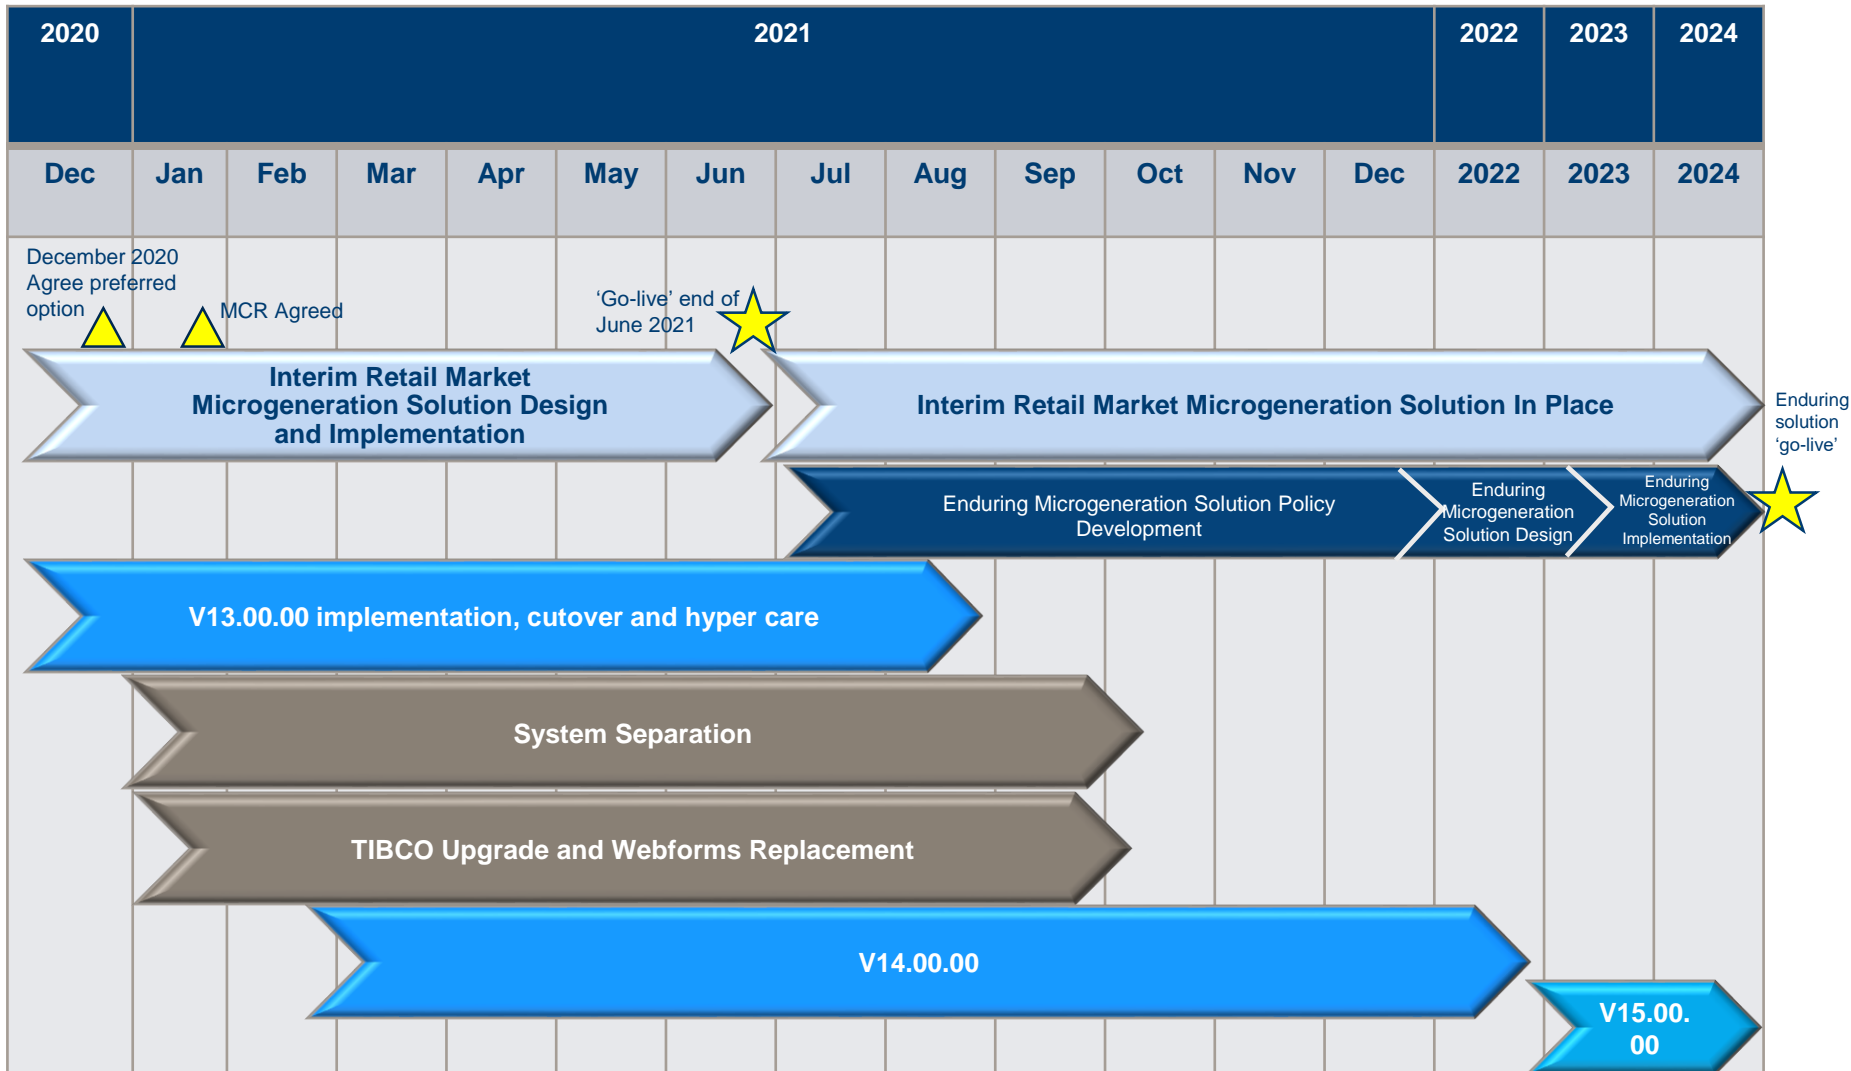 2020
2021
2022
2023
2024
Dec
Jan
Feb
Mar
Apr
May
Jun
Jul
Aug
Sep
Oct
Nov
Dec
2022
2023
2024
December 2020
Agree preferred
option
MCR Agreed
‘Go-live’ end of
June 2021
Interim Retail Market
Microgeneration Solution Design
and Implementation
Interim Retail Market Microgeneration Solution In Place
Enduring
solution
‘go-live’
Enduring Microgeneration Solution Policy
Development
Enduring
Microgeneration
Solution Design
Enduring
Microgeneration
Solution
Implementation
V13.00.00 implementation, cutover and hyper care
System Separation
TIBCO Upgrade and Webforms Replacement
V14.00.00
V15.00.
00